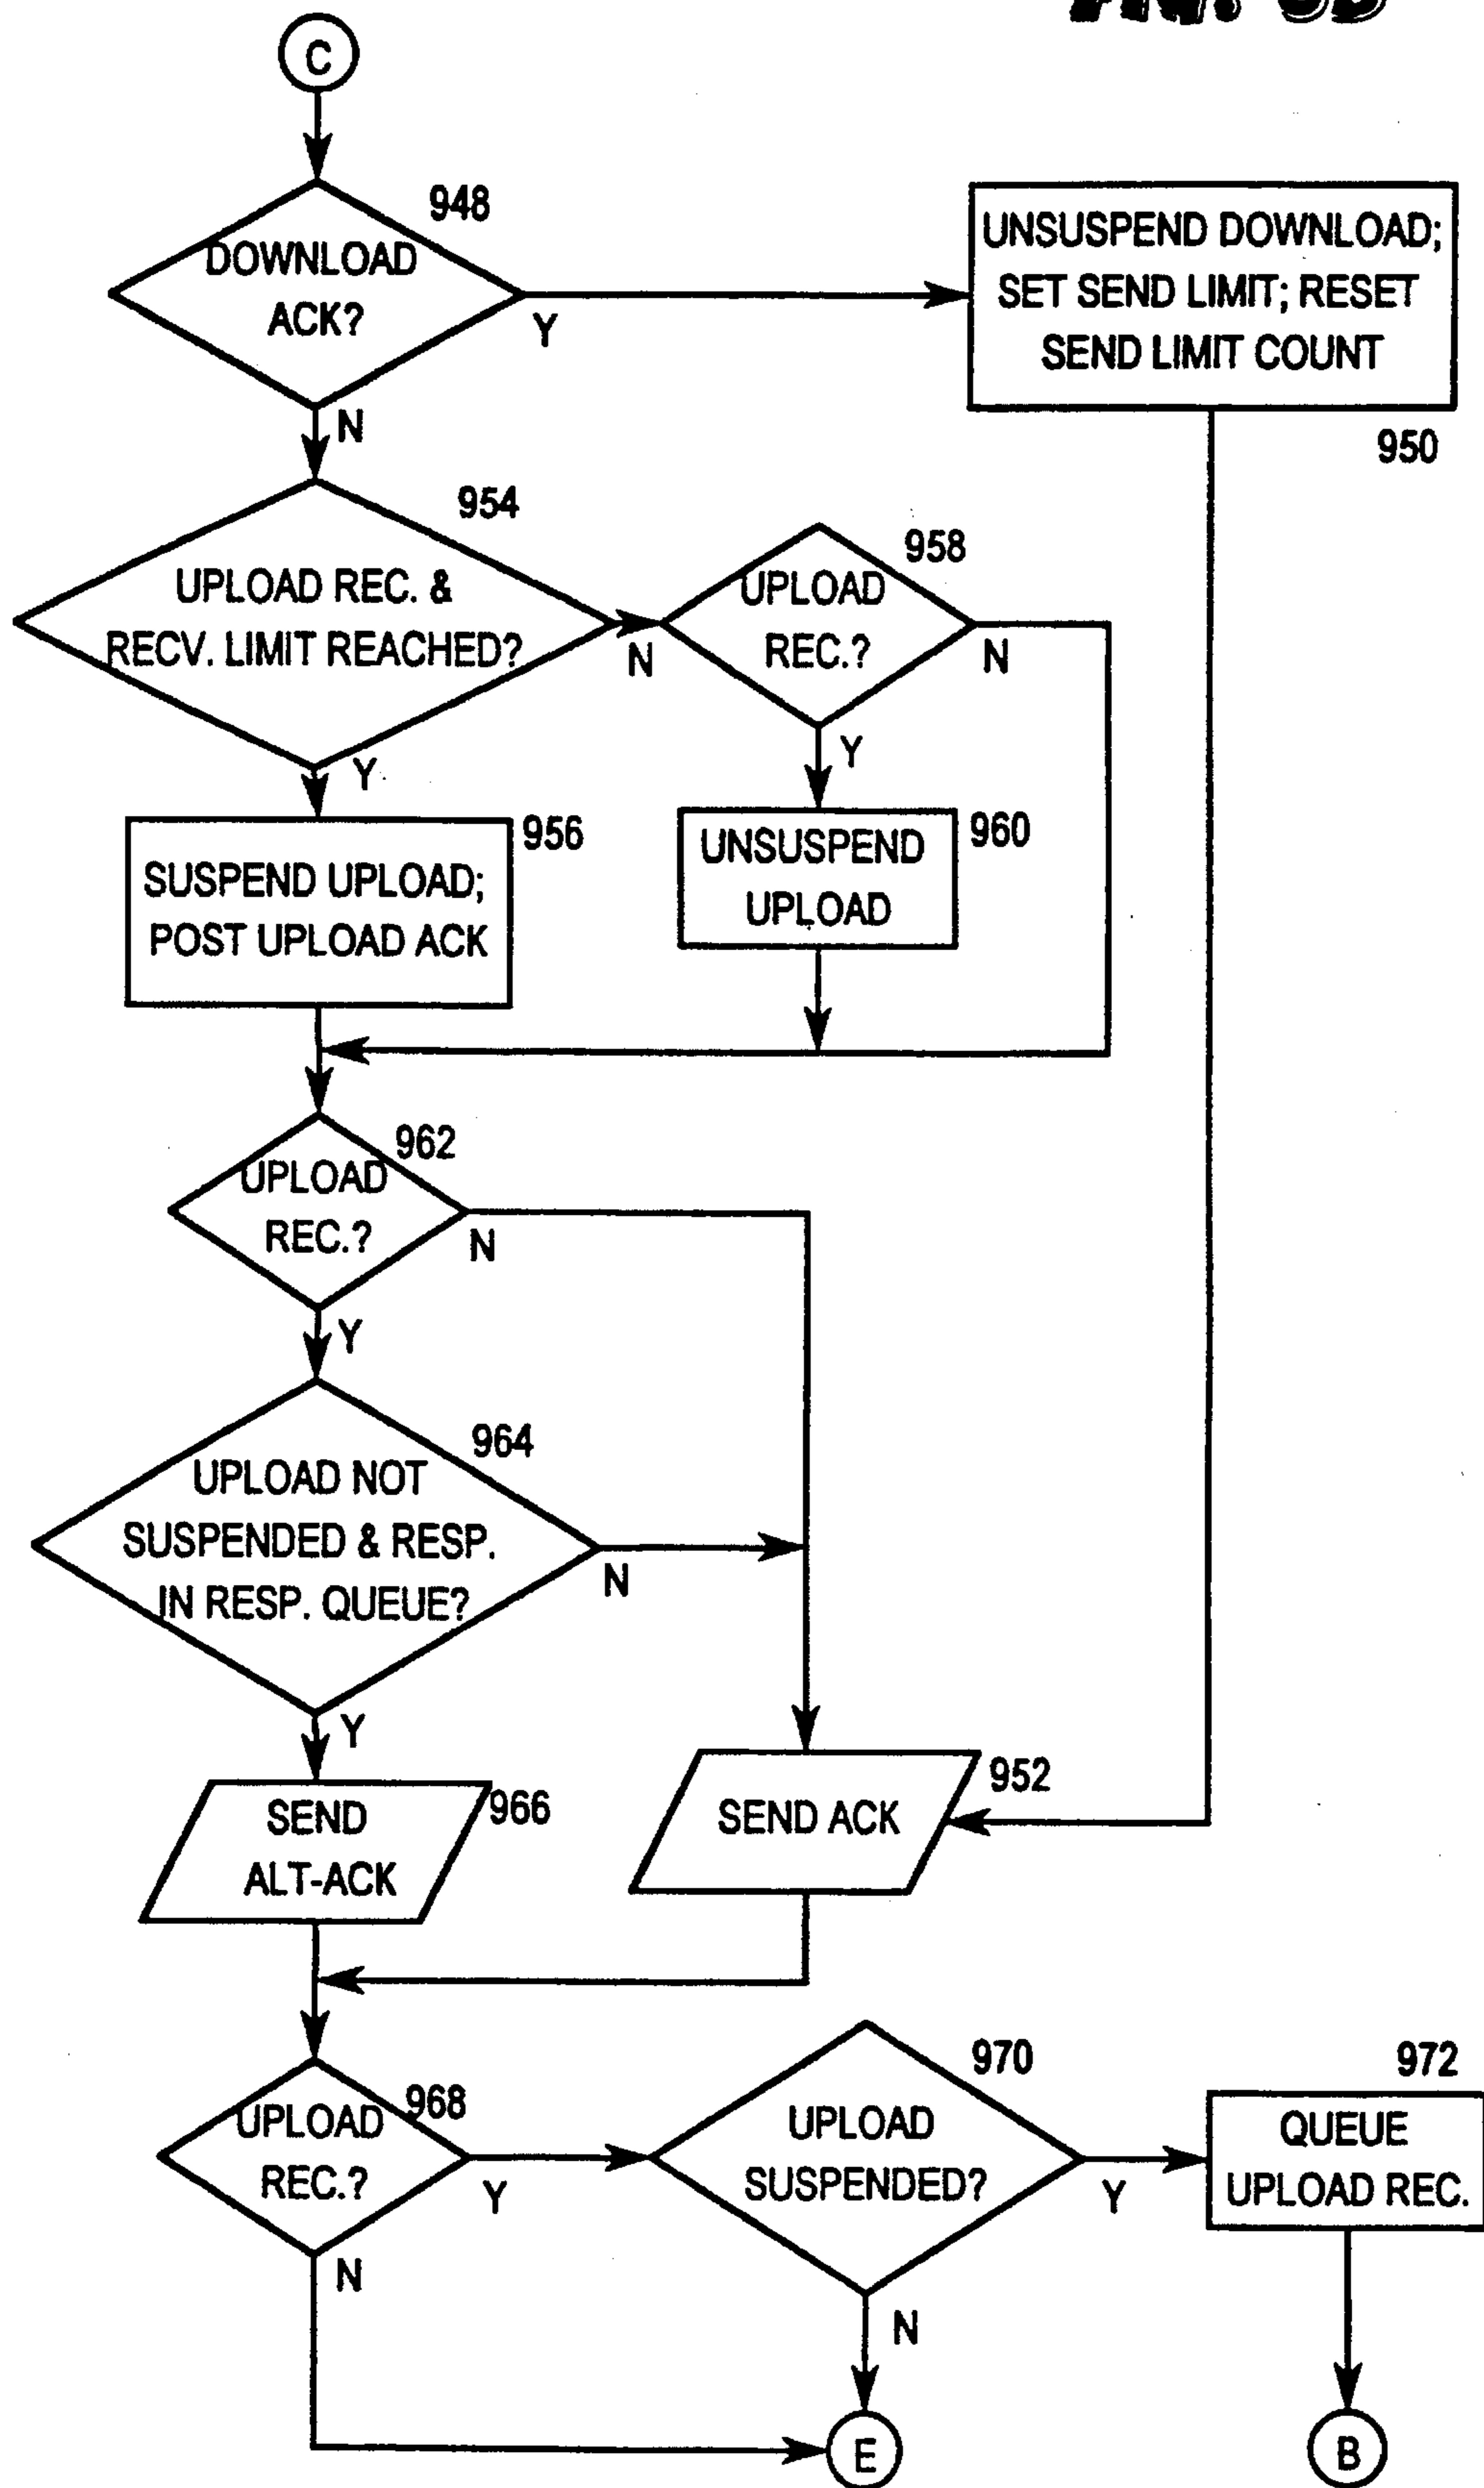 C
948
DOWNLOAD
ACK?
Y
N
UNSUSPEND DOWNLOAD;
SET SEND LIMIT; RESET
SEND LIMIT COUNT
950
954
UPLOAD REC. &
RECV. LIMIT REACHED?
N
Y
958
UPLOAD
REC.?
N
Y
956
SUSPEND UPLOAD;
POST UPLOAD ACK
960
UNSUSPEND
UPLOAD
962
UPLOAD
REC.?
N
Y
964
UPLOAD NOT
SUSPENDED & RESP.
IN RESP. QUEUE?
N
Y
966
SEND
ALT-ACK
952
SEND ACK
968
UPLOAD
REC.?
Y
N
970
UPLOAD
SUSPENDED?
Y
N
972
QUEUE
UPLOAD REC.
E
B